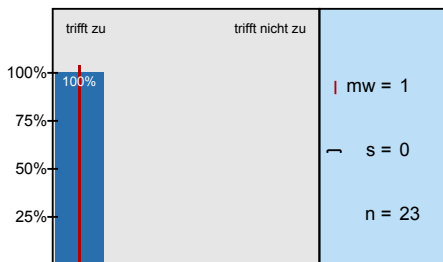 trifft zu trifft nicht zu
100%
100%
mw = 1
75%
50%
s = 0
25%
n = 23